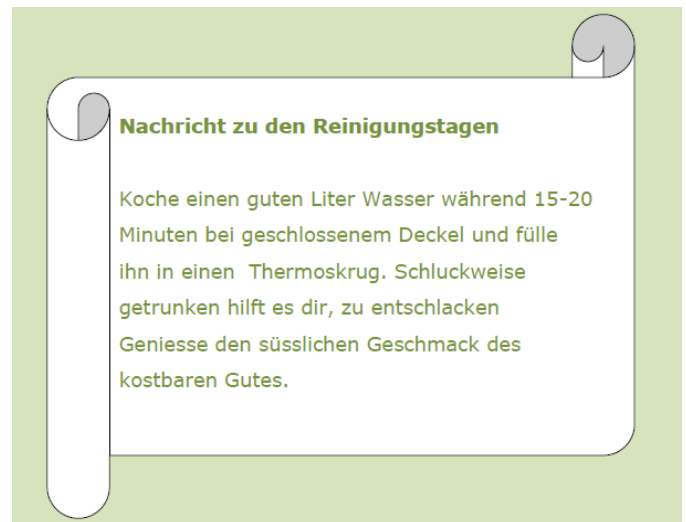 Nachricht zu den Reinigungstagen
Koche einen guten Liter Wasser während 15-20
Minuten bei geschlossenem Deckel und fülle
ihn in einen  Thermoskrug. Schluckweise
getrunken hilft es dir, zu entschlacken
Geniesse den süsslichen Geschmack des
kostbaren Gutes.